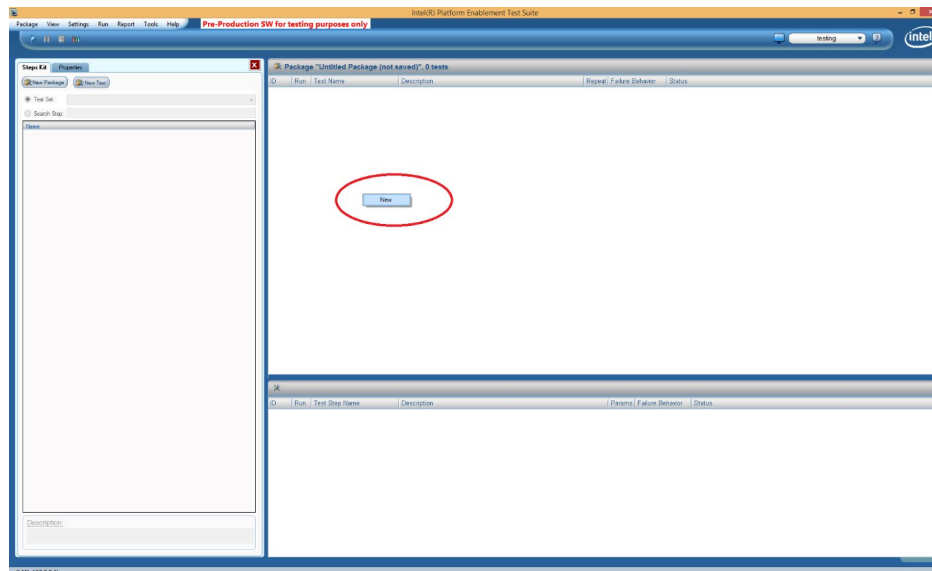 Intel(R) Platform Enablement Test Suite
Package View Settings Run Report Tools Help Pre-Production SW for testing purposes only
testing
intel
Steps Kit Properties
New Package New Test
Test Set:
Search Step:
Name
Description:
Package "Untitled Package (not saved)", 0 tests
ID Run Test Name Description Repeat Failure Behavior Status
New
ID Run Test Step Name Description Params Failure Behavior Status